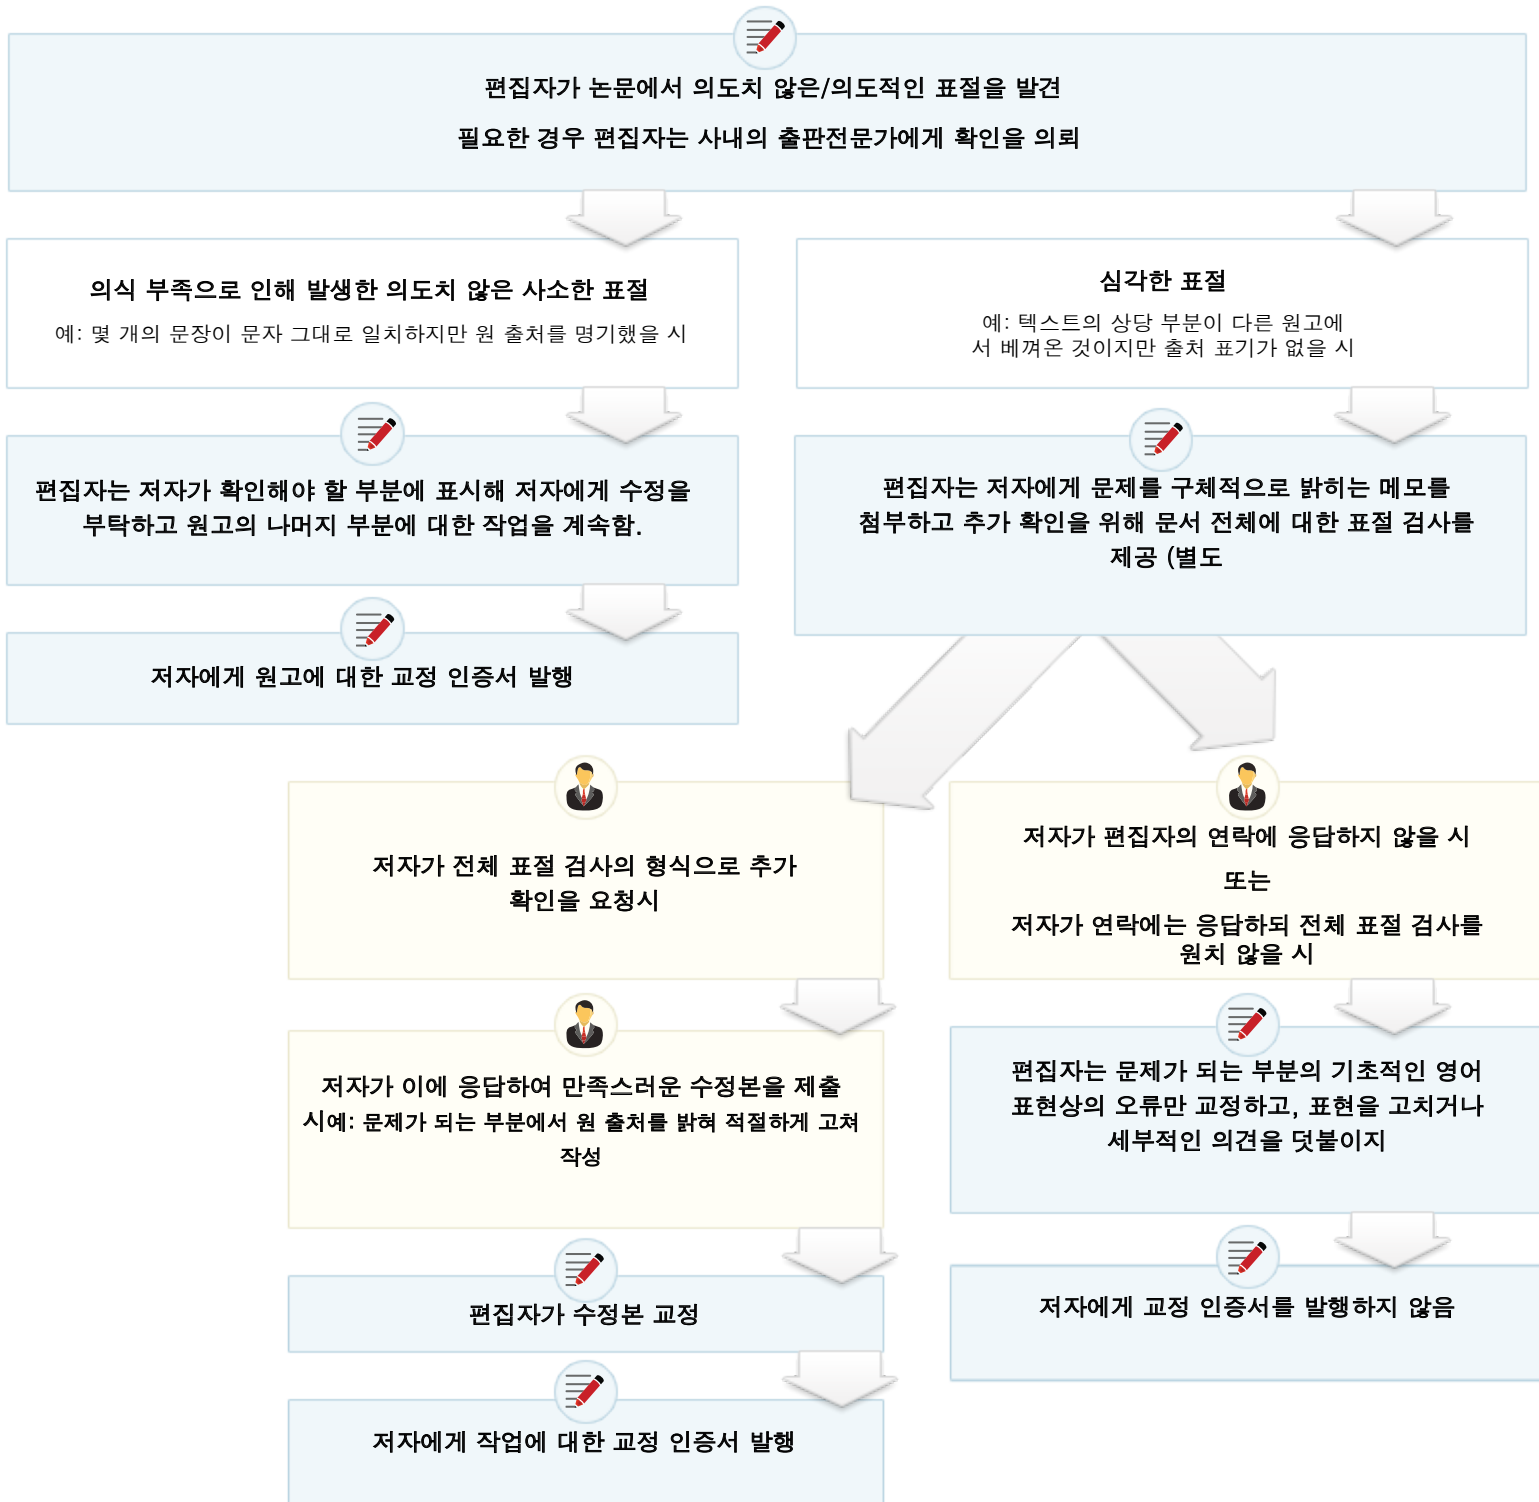 편집자가 논문에서 의도치 않은/의도적인 표절을 발견
필요한 경우 편집자는 사내의 출판전문가에게 확인을 의뢰
의식 부족으로 인해 발생한 의도치 않은 사소한 표절
예: 몇 개의 문장이 문자 그대로 일치하지만 원 출처를 명기했을 시
심각한 표절
예: 텍스트의 상당 부분이 다른 원고에
서 베껴온 것이지만 출처 표기가 없을 시
편집자는 저자가 확인해야 할 부분에 표시해 저자에게 수정을
부탁하고 원고의 나머지 부분에 대한 작업을 계속함.
편집자는 저자에게 문제를 구체적으로 밝히는 메모를
첨부하고 추가 확인을 위해 문서 전체에 대한 표절 검사를
제공 (별도
저자에게 원고에 대한 교정 인증서 발행
저자가 전체 표절 검사의 형식으로 추가
확인을 요청시
저자가 편집자의 연락에 응답하지 않을 시
또는
저자가 연락에는 응답하되 전체 표절 검사를
원치 않을 시
저자가 이에 응답하여 만족스러운 수정본을 제출
시예: 문제가 되는 부분에서 원 출처를 밝혀 적절하게 고쳐
작성
편집자는 문제가 되는 부분의 기초적인 영어
표현상의 오류만 교정하고, 표현을 고치거나
세부적인 의견을 덧붙이지
편집자가 수정본 교정
저자에게 교정 인증서를 발행하지 않음
저자에게 작업에 대한 교정 인증서 발행